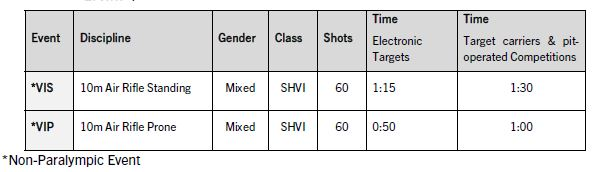 Event Discipline Gender Class Shots Time Electronic Targets Time Target carriers & pit-operated Competitions
*VIS 10m Air Rifle Standing Mixed SHVI 60 1:15 1:30
*VIP 10m Air Rifle Prone Mixed SHVI 60 0:50 1:00
*Non-Paralympic Event